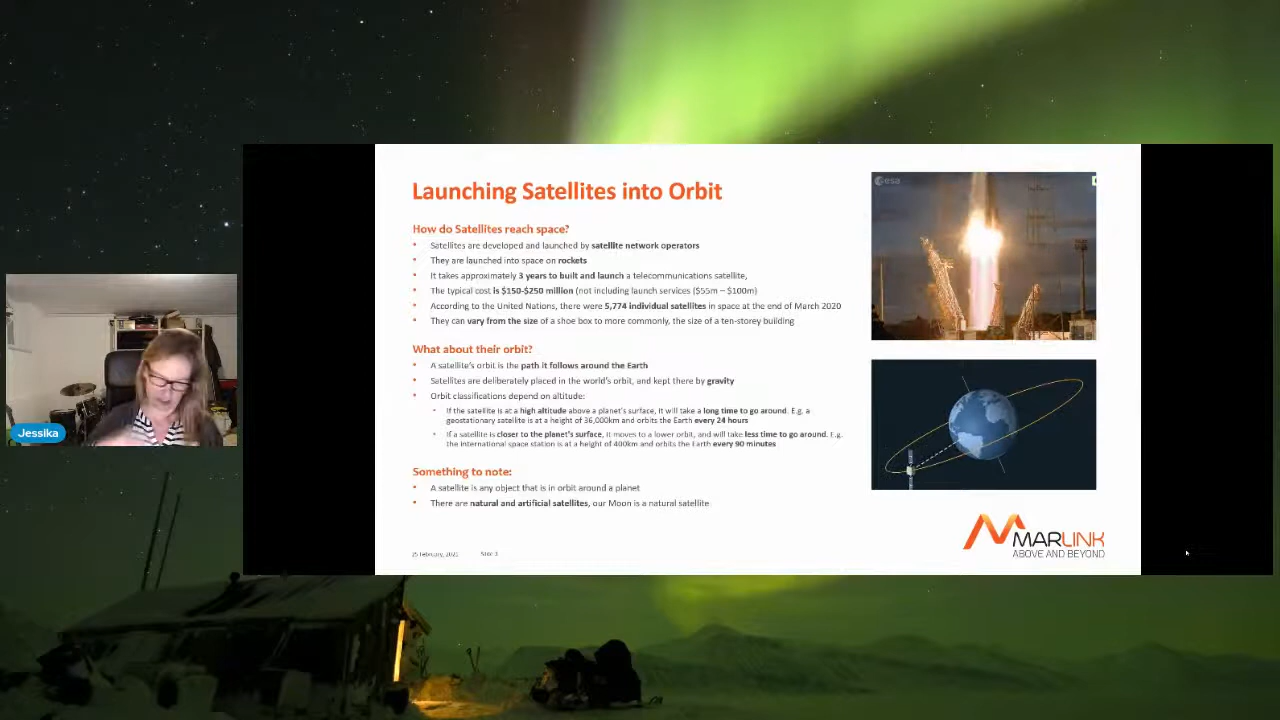 Launching Satellites into Orbit
How do Satellites reach space?
Satellites are developed and launched by satellite network operators
They are launched into space on rockets
It takes approximately 3 years to built and launch a telecommunications satellite,
The typical cost is $150-$250 million (not including launch services ($55m – $100m)
According to the United Nations, there were 5,774 individual satellites in space at the end of March 2020
They can vary from the size of a shoe box to more commonly, the size of a ten-storey building
What about their orbit?
A satellite's orbit is the path it follows around the Earth
Satellites are deliberately placed in the world's orbit, and kept there by gravity
Orbit classifications depend on altitude:
If the satellite is at a high altitude above a planet's surface, it will take a long time to go around. E.g. a
geostationary satellite is at a height of 36,000km and orbits the Earth every 24 hours
If a satellite is closer to the planet's surface, it moves to a lower orbit, and will take less time to go around. E.g.
the international space station is at a height of 400km and orbits the Earth every 90 minutes
Something to note:
A satellite is any object that is in orbit around a planet
There are natural and artificial satellites, our Moon is a natural satellite
25 February, Slide 3
esa
MARLINK
ABOVE AND BEYOND
Jessika